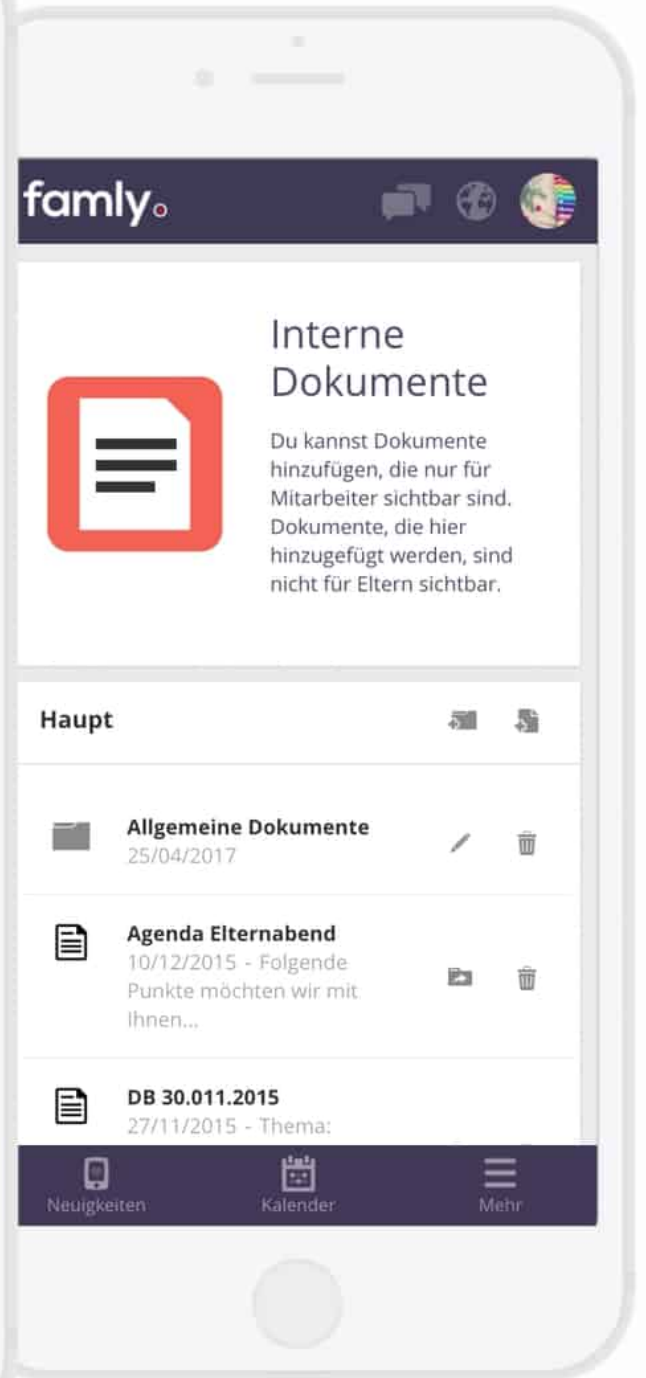 famly.
Interne
Dokumente
Du kannst Dokumente
hinzufügen, die nur für
Mitarbeiter sichtbar sind.
Dokumente, die hier
hinzugefügt werden, sind
nicht für Eltern sichtbar.
Haupt
Allgemeine Dokumente
25/04/2017
Agenda Elternabend
10/12/2015 - Folgende
Punkte möchten wir mit
Ihnen...
DB 30.011.2015
27/11/2015 - Thema:
Neuigkeiten Kalender Mehr